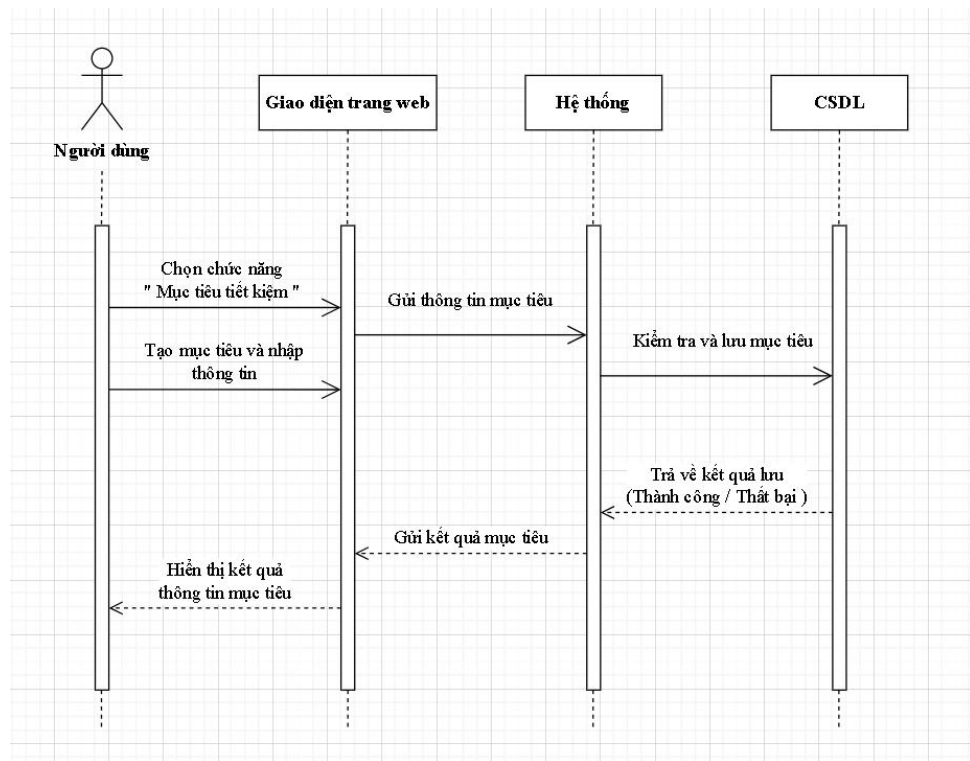 Giao diện trang web
Hệ thống
CSDL
Người dùng
Chọn chức năng
" Mục tiêu tiết kiệm "
Gửi thông tin mục tiêu
Kiểm tra và lưu mục tiêu
Tạo mục tiêu và nhập
thông tin
Trả về kết quả lưu
(Thành công / Thất bại )
Gửi kết quả mục tiêu
Hiển thị kết quả
thông tin mục tiêu